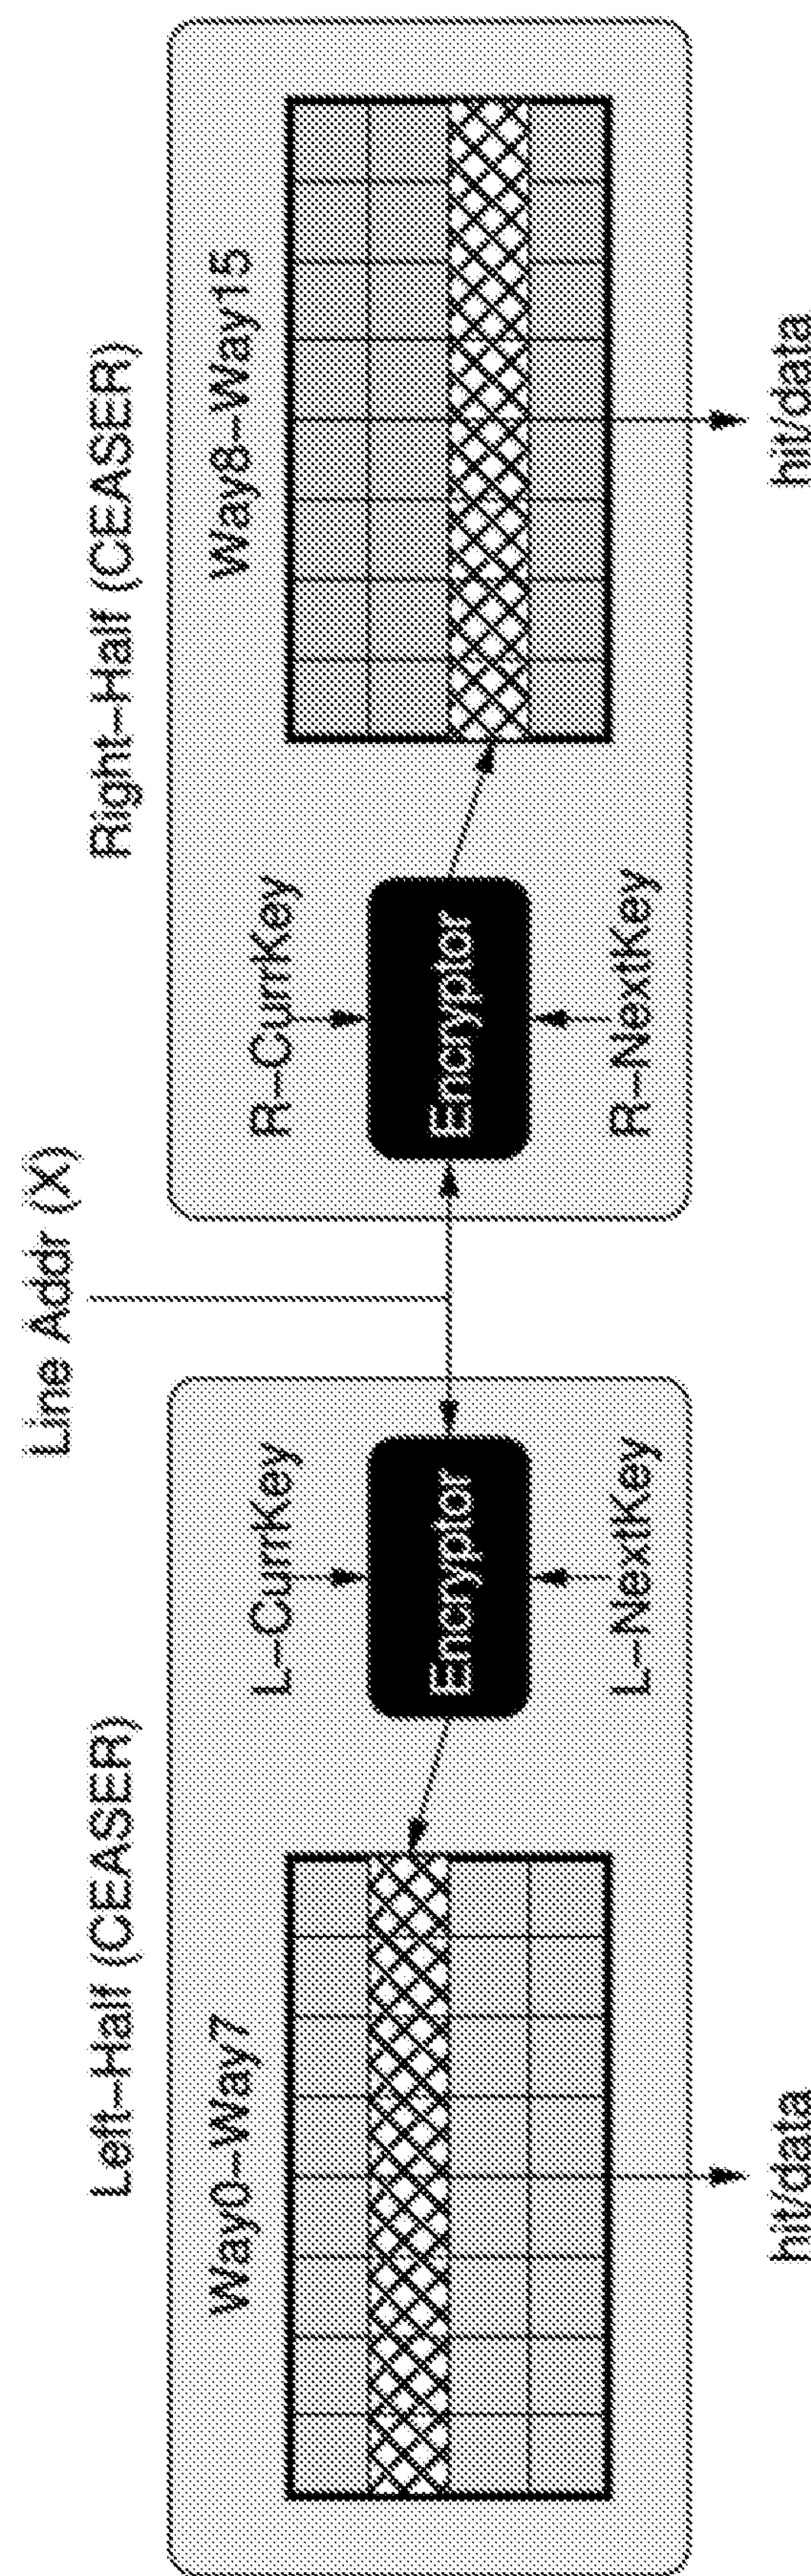 Line Addr (X)
Left-Half (CEASER)
Right-Half (CEASER)
Way0-Way7
L-CurrKey
R-CurrKey
Way8-Way15
Encryptor
Encryptor
L-NextKey
R-NextKey
hit/data
hit/data